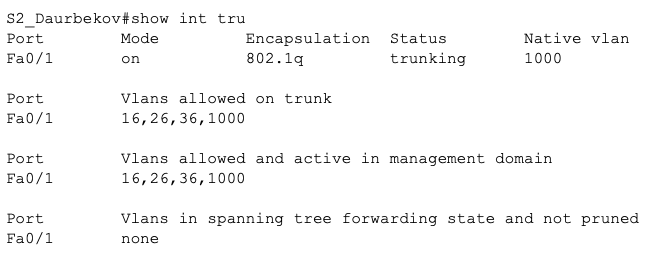 S2_Daurbekov#show int tru
Port        Mode         Encapsulation  Status        Native vlan
Fa0/1       on           802.1q         trunking      1000

Port        Vlans allowed on trunk
Fa0/1       16,26,36,1000

Port        Vlans allowed and active in management domain
Fa0/1       16,26,36,1000

Port        Vlans in spanning tree forwarding state and not pruned
Fa0/1       none